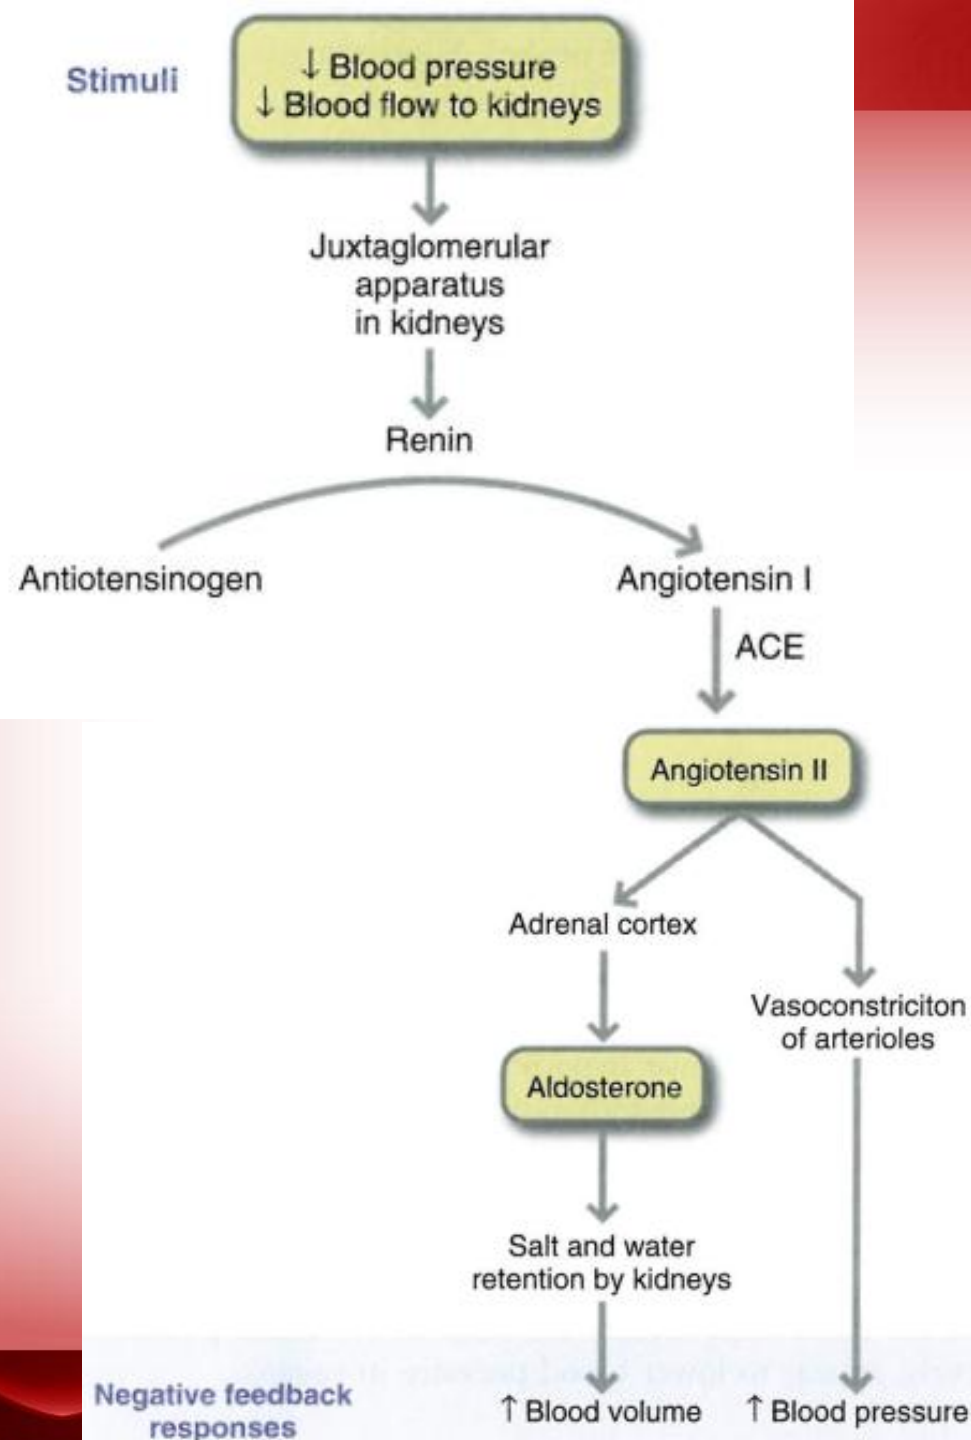 Stimuli
↓ Blood pressure
↓ Blood flow to kidneys
Juxtaglomerular
apparatus
in kidneys
Renin
Antiotensinogen
Angiotensin I
ACE
Angiotensin II
Adrenal cortex
Vasoconstriciton
of arterioles
Aldosterone
Salt and water
retention by kidneys
Negative feedback
responses
↑ Blood volume
↑ Blood pressure